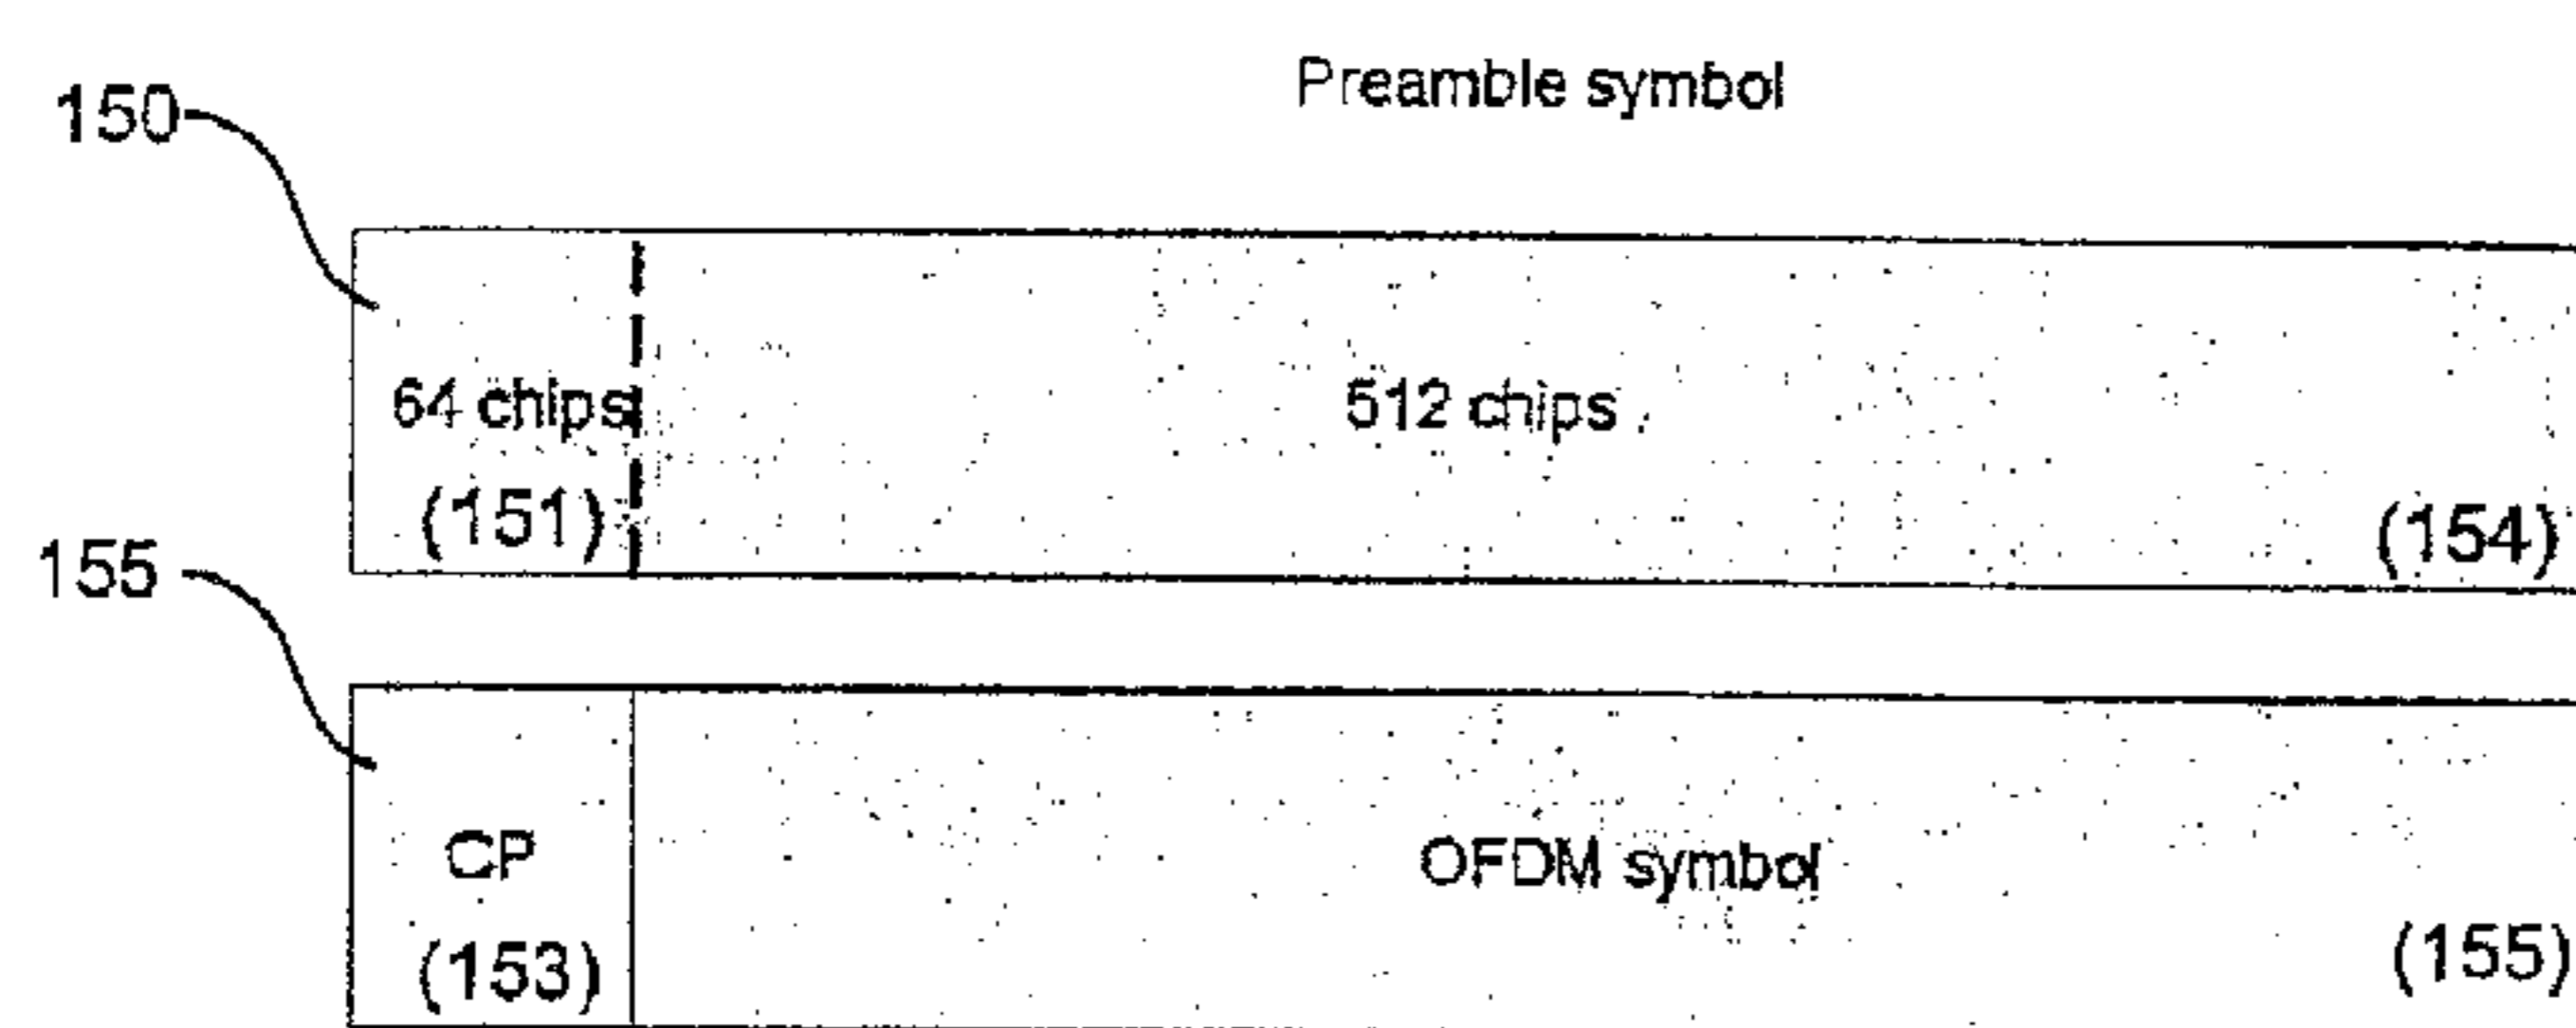 Preamble symbol
150
64 chips
512 chips
(151)
(154)
155
CP
OFDM symbol
(153)
(155)